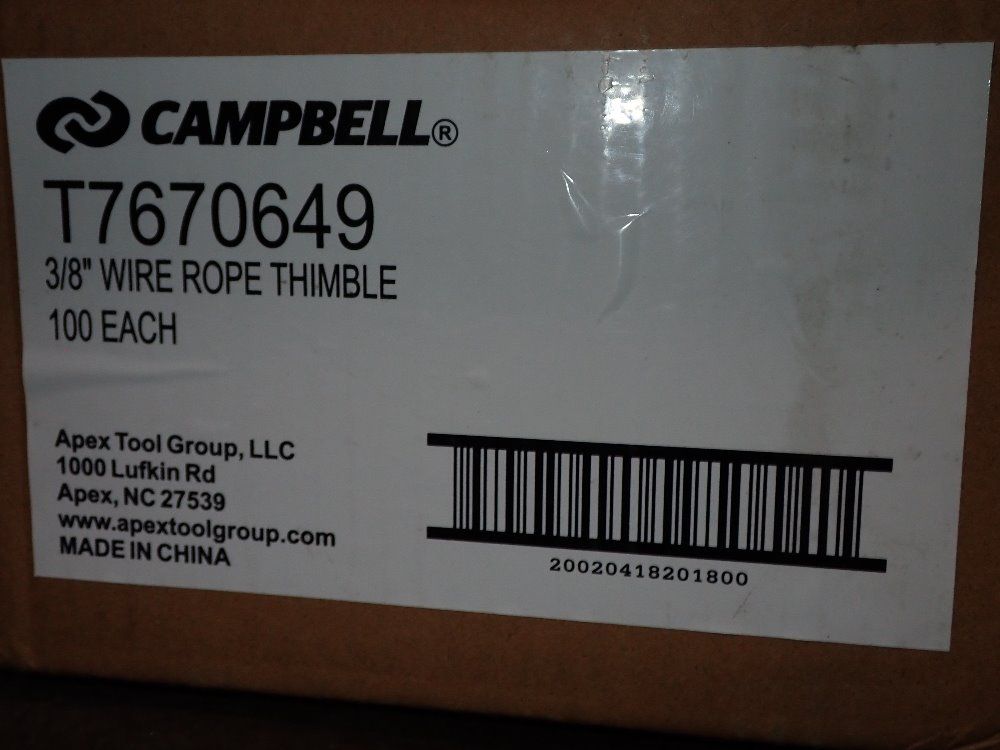 CAMPBELL®
T7670649
3/8" WIRE ROPE THIMBLE
100 EACH
Apex Tool Group, LLC
1000 Lufkin Rd
Apex, NC 27539
www.apextoolgroup.com
MADE IN CHINA
20020418201800